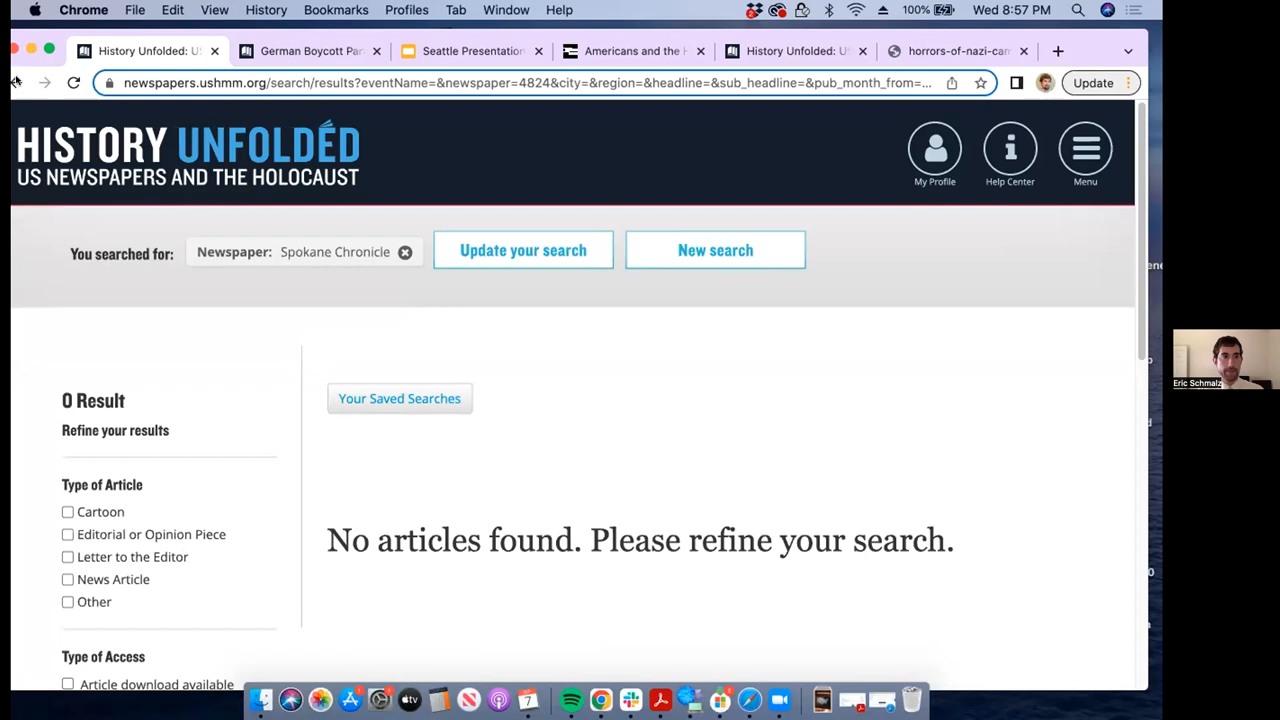 Chrome File Edit View History Bookmarks Profiles Tab Window Help 100% Wed 8:57 PM
History Unfolded: U German Boycott Par Seattle Presentation Americans and the History Unfolded: U horrors-of-nazi-cam
newspapers.ushmm.org/search/results?eventName=&newspaper=4824&city=&region=&headline=&sub_headline=&pub_month_from=... Update
HISTORY UNFOLDÉD
US NEWSPAPERS AND THE HOLOCAUST
My Profile Help Center Menu
You searched for: Newspaper: Spokane Chronicle Update your search New search
0 Result
Your Saved Searches
Refine your results
Type of Article
Cartoon
Editorial or Opinion Piece
No articles found. Please refine your search.
Letter to the Editor
News Article
Other
Type of Access
Article download available
Eric Schmalz
7